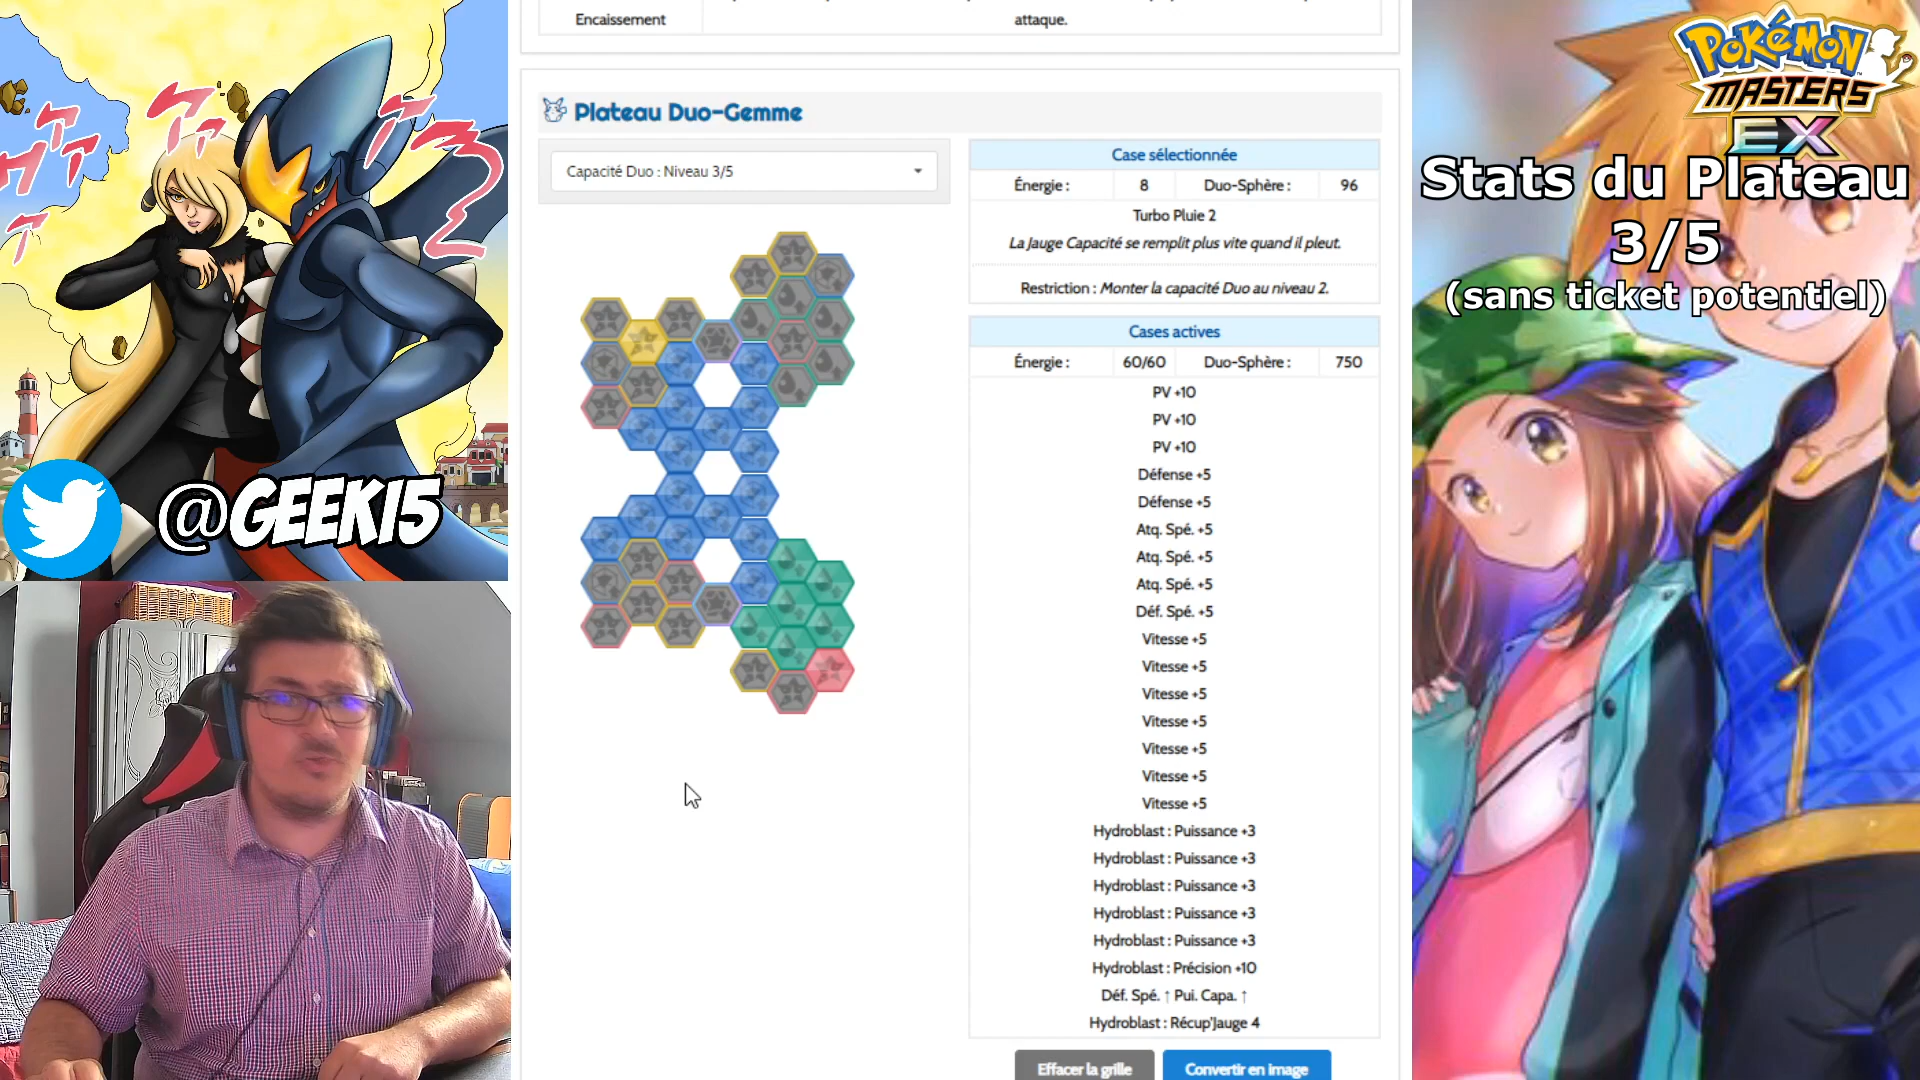 Encaissement
attaque.
Plateau Duo-Gemme
Capacité Duo : Niveau 3/5
Case sélectionnée
Énergie : 8 Duo-Sphère : 96
Turbo Pluie 2
La Jauge Capacité se remplit plus vite quand il pleut.
Restriction : Monter la capacité Duo au niveau 2.
Cases actives
Énergie : 60/60 Duo-Sphère : 750
PV +10
PV +10
PV +10
Défense +5
Défense +5
Atq. Spé. +5
Atq. Spé. +5
Atq. Spé. +5
Déf. Spé. +5
Vitesse +5
Vitesse +5
Vitesse +5
Vitesse +5
Vitesse +5
Vitesse +5
Vitesse +5
Hydroblast : Puissance +3
Hydroblast : Puissance +3
Hydroblast : Puissance +3
Hydroblast : Puissance +3
Hydroblast : Puissance +3
Hydroblast : Précision +10
Déf. Spé. ↑ Pui. Capa. ↑
Hydroblast : Récup'Jauge 4
Effacer la grille
Convertir en image
@GEEK15
POKéMON
MASTERS
EX
Stats du Plateau
3/5
(sans ticket potentiel)